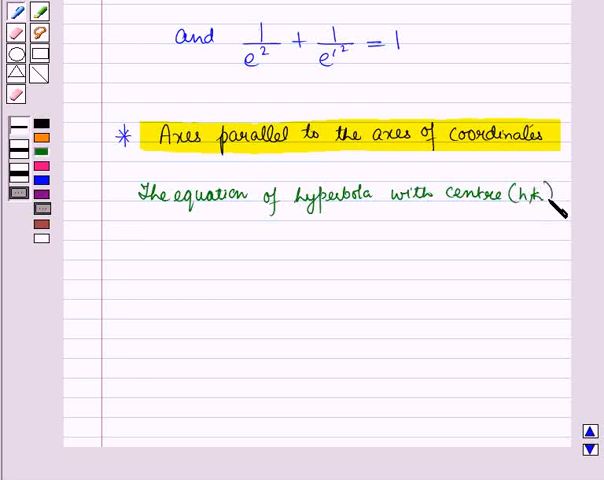 and 1/e² + 1/e'² = 1
* Axes parallel to the axes of coordinates
The equation of hyperbola with centre (h,k)